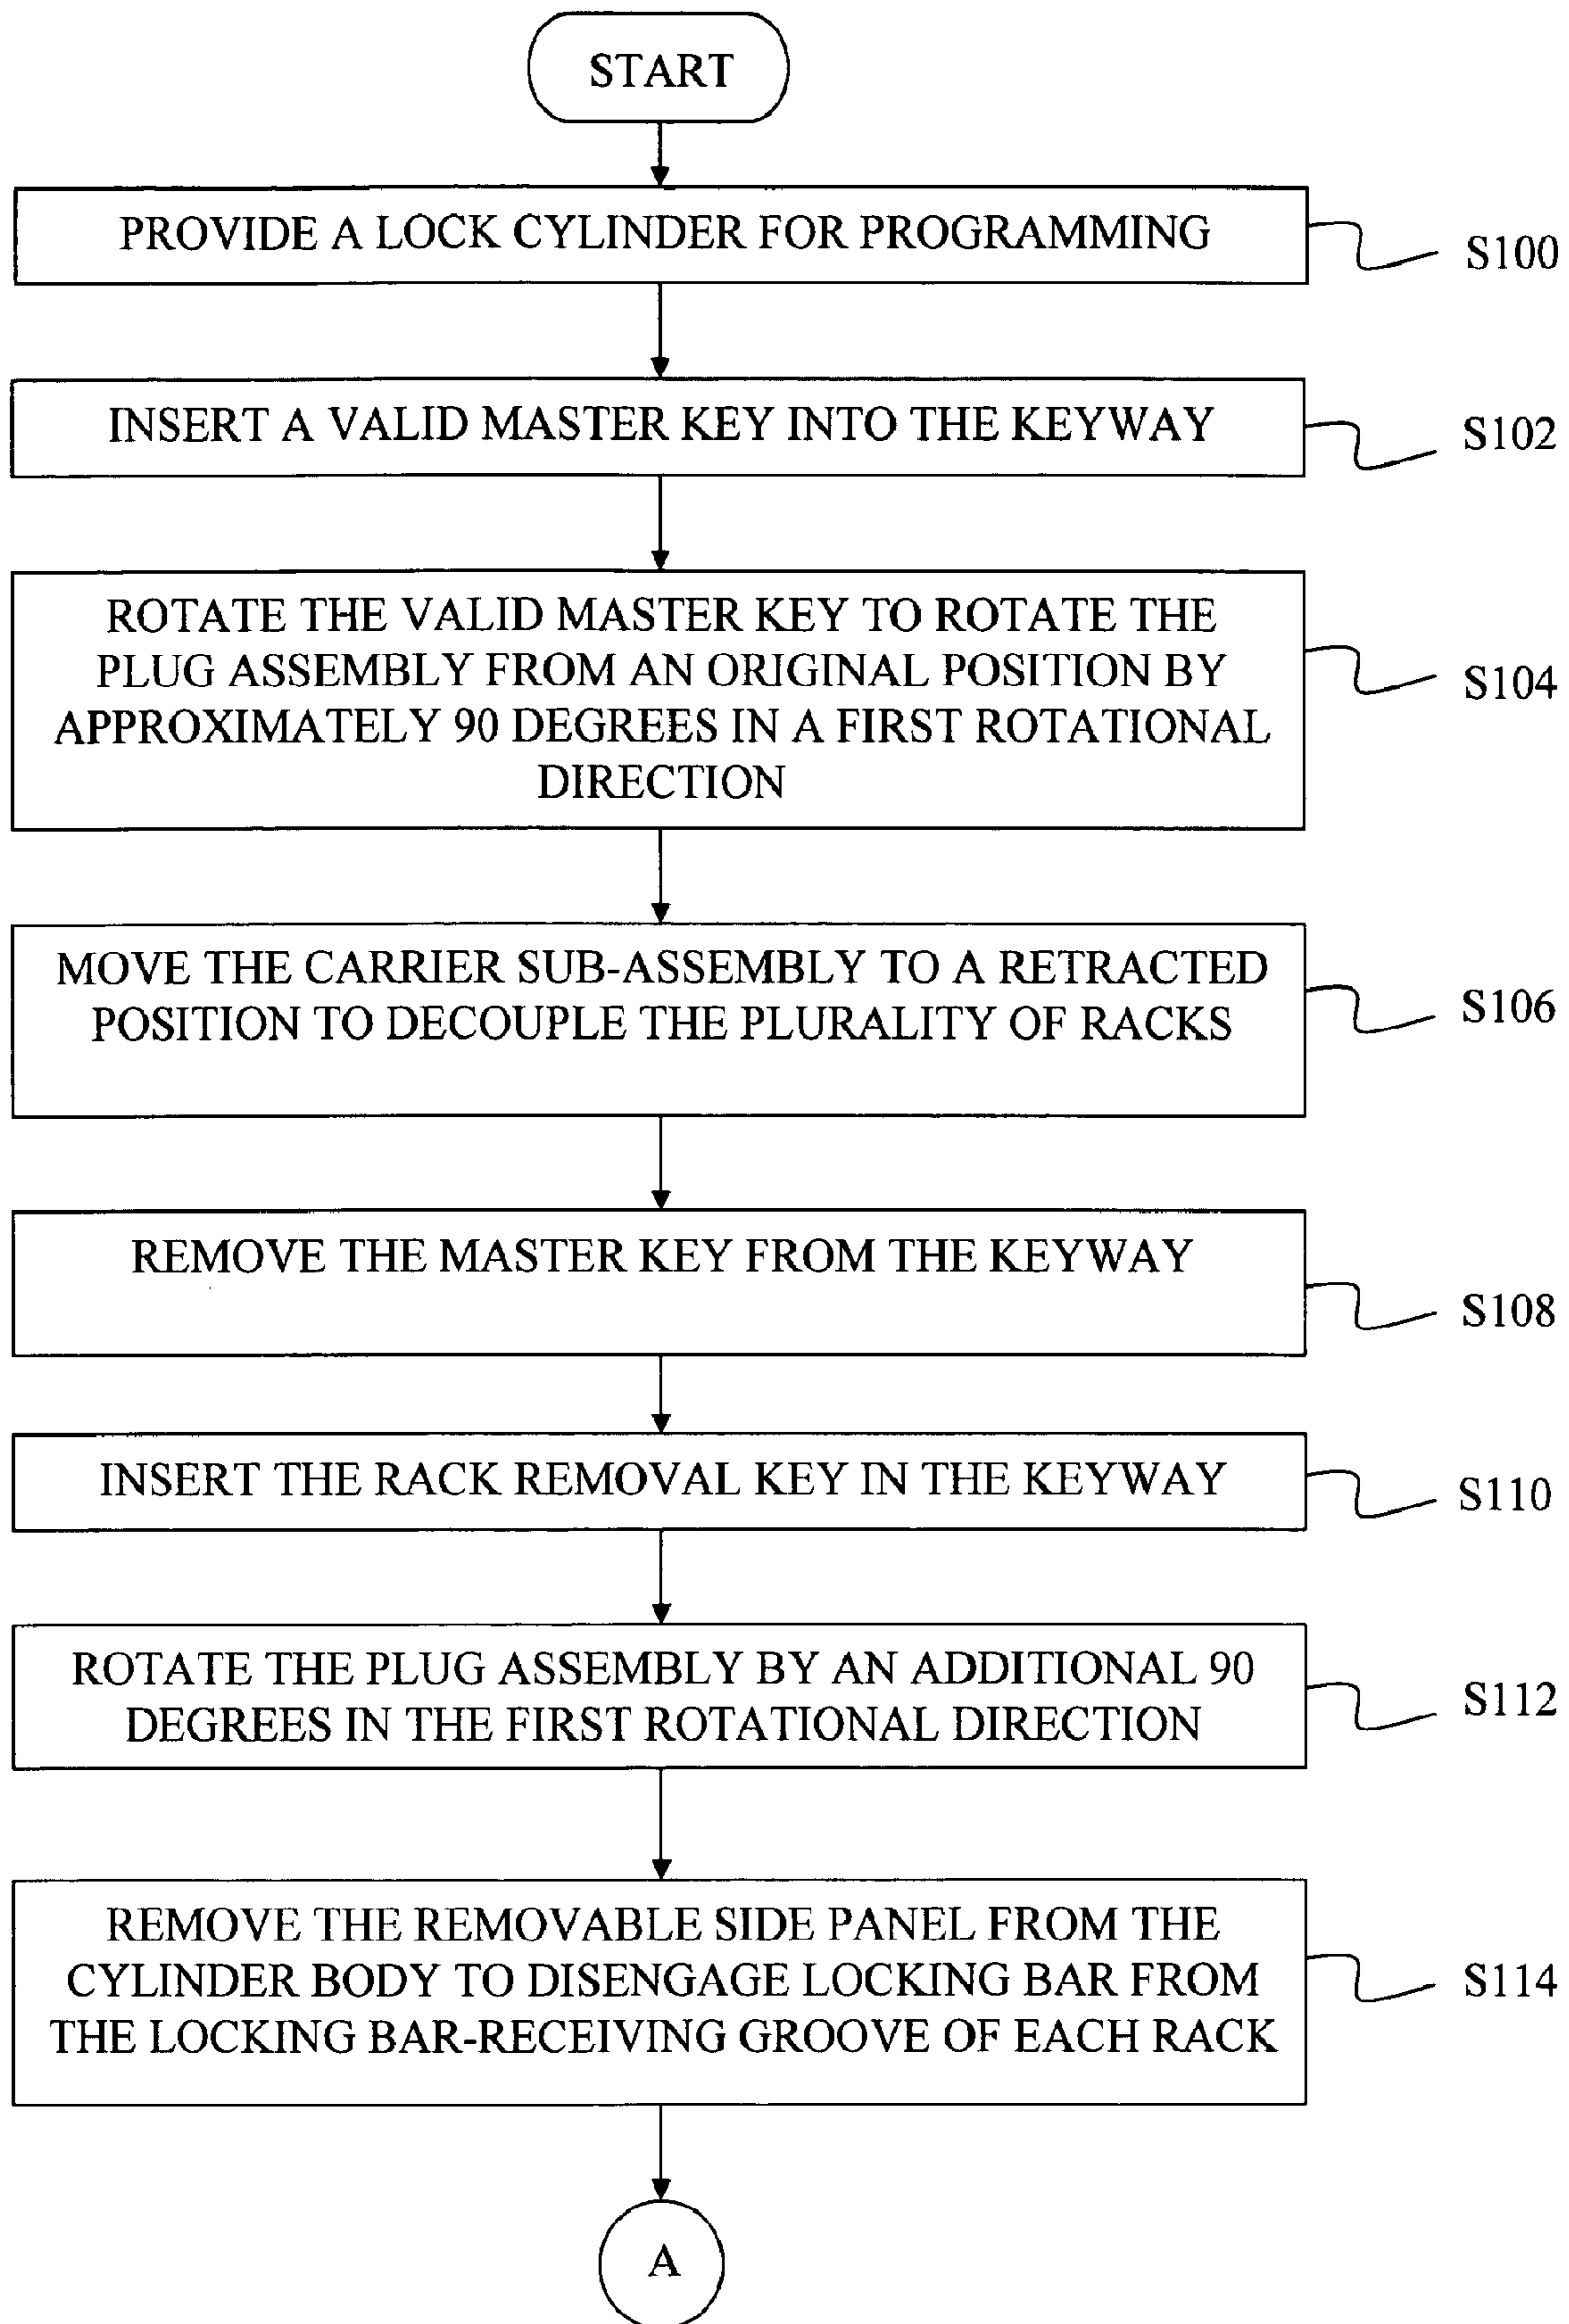 START
PROVIDE A LOCK CYLINDER FOR PROGRAMMING
S100
INSERT A VALID MASTER KEY INTO THE KEYWAY
S102
ROTATE THE VALID MASTER KEY TO ROTATE THE
PLUG ASSEMBLY FROM AN ORIGINAL POSITION BY
APPROXIMATELY 90 DEGREES IN A FIRST ROTATIONAL
DIRECTION
S104
MOVE THE CARRIER SUB-ASSEMBLY TO A RETRACTED
POSITION TO DECOUPLE THE PLURALITY OF RACKS
S106
REMOVE THE MASTER KEY FROM THE KEYWAY
S108
INSERT THE RACK REMOVAL KEY IN THE KEYWAY
S110
ROTATE THE PLUG ASSEMBLY BY AN ADDITIONAL 90
DEGREES IN THE FIRST ROTATIONAL DIRECTION
S112
REMOVE THE REMOVABLE SIDE PANEL FROM THE
CYLINDER BODY TO DISENGAGE LOCKING BAR FROM
THE LOCKING BAR-RECEIVING GROOVE OF EACH RACK
S114
A